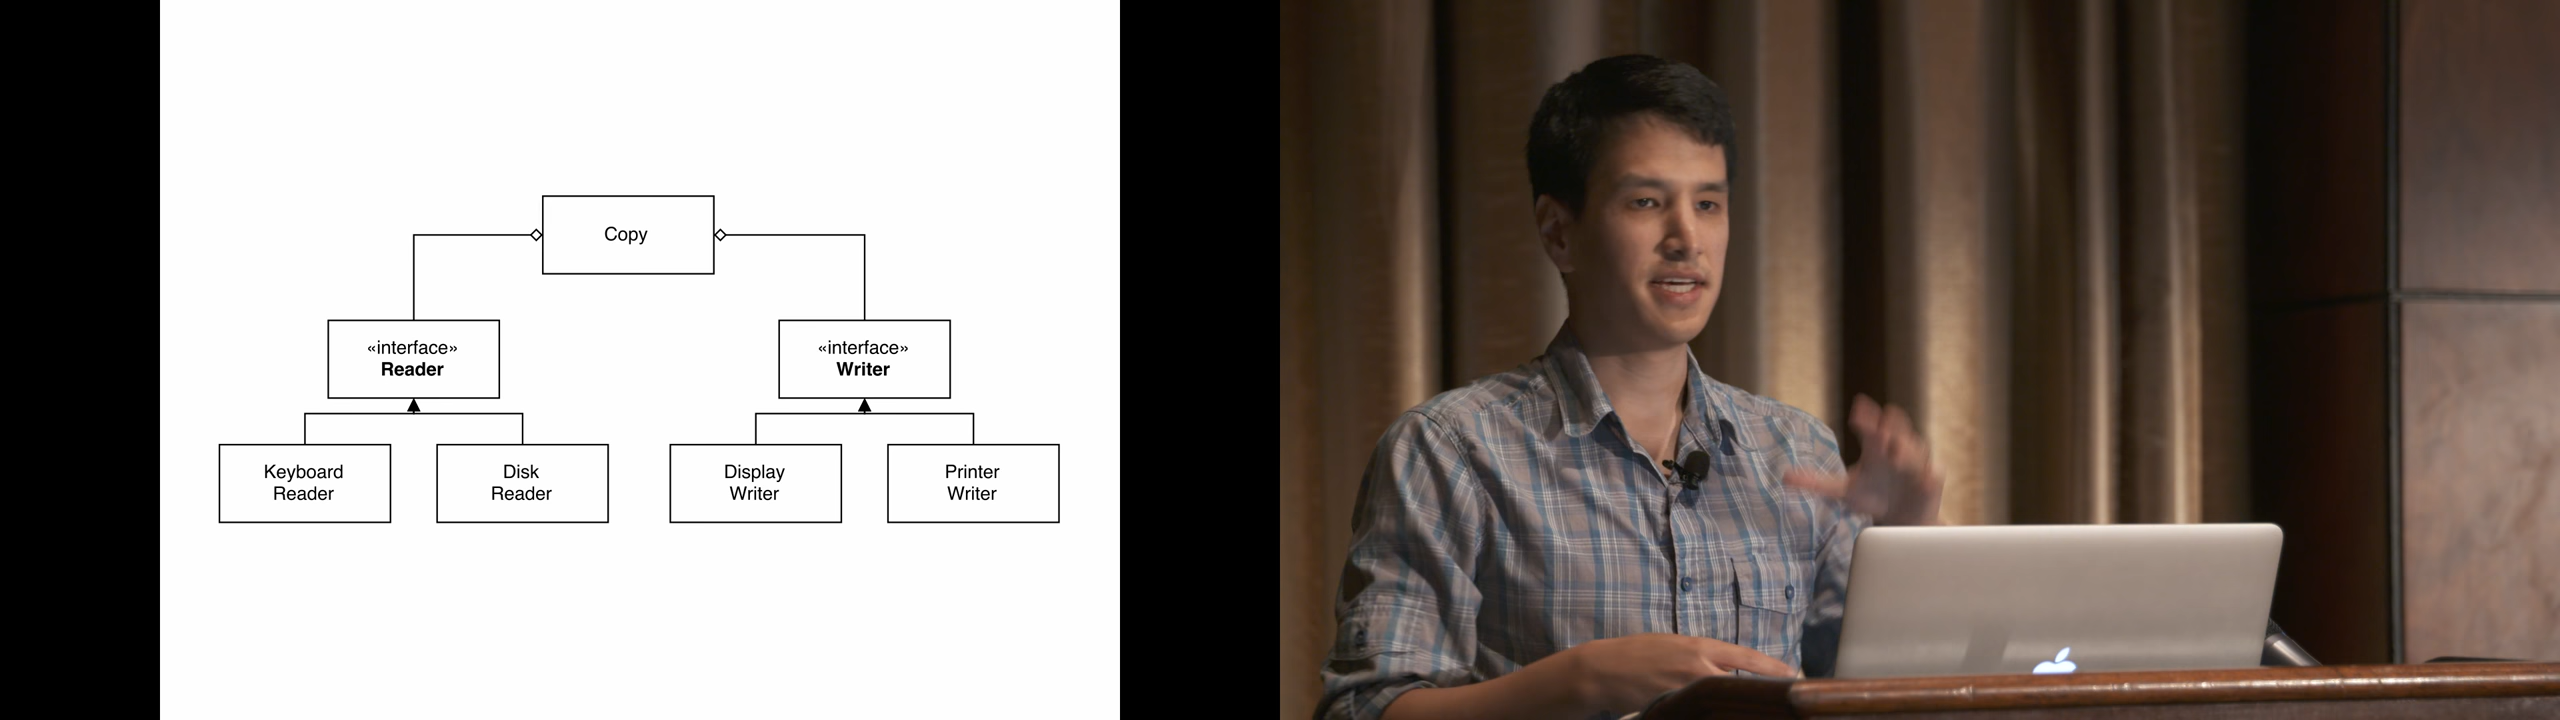 Copy
«interface»
Reader
«interface»
Writer
Keyboard
Reader
Disk
Reader
Display
Writer
Printer
Writer